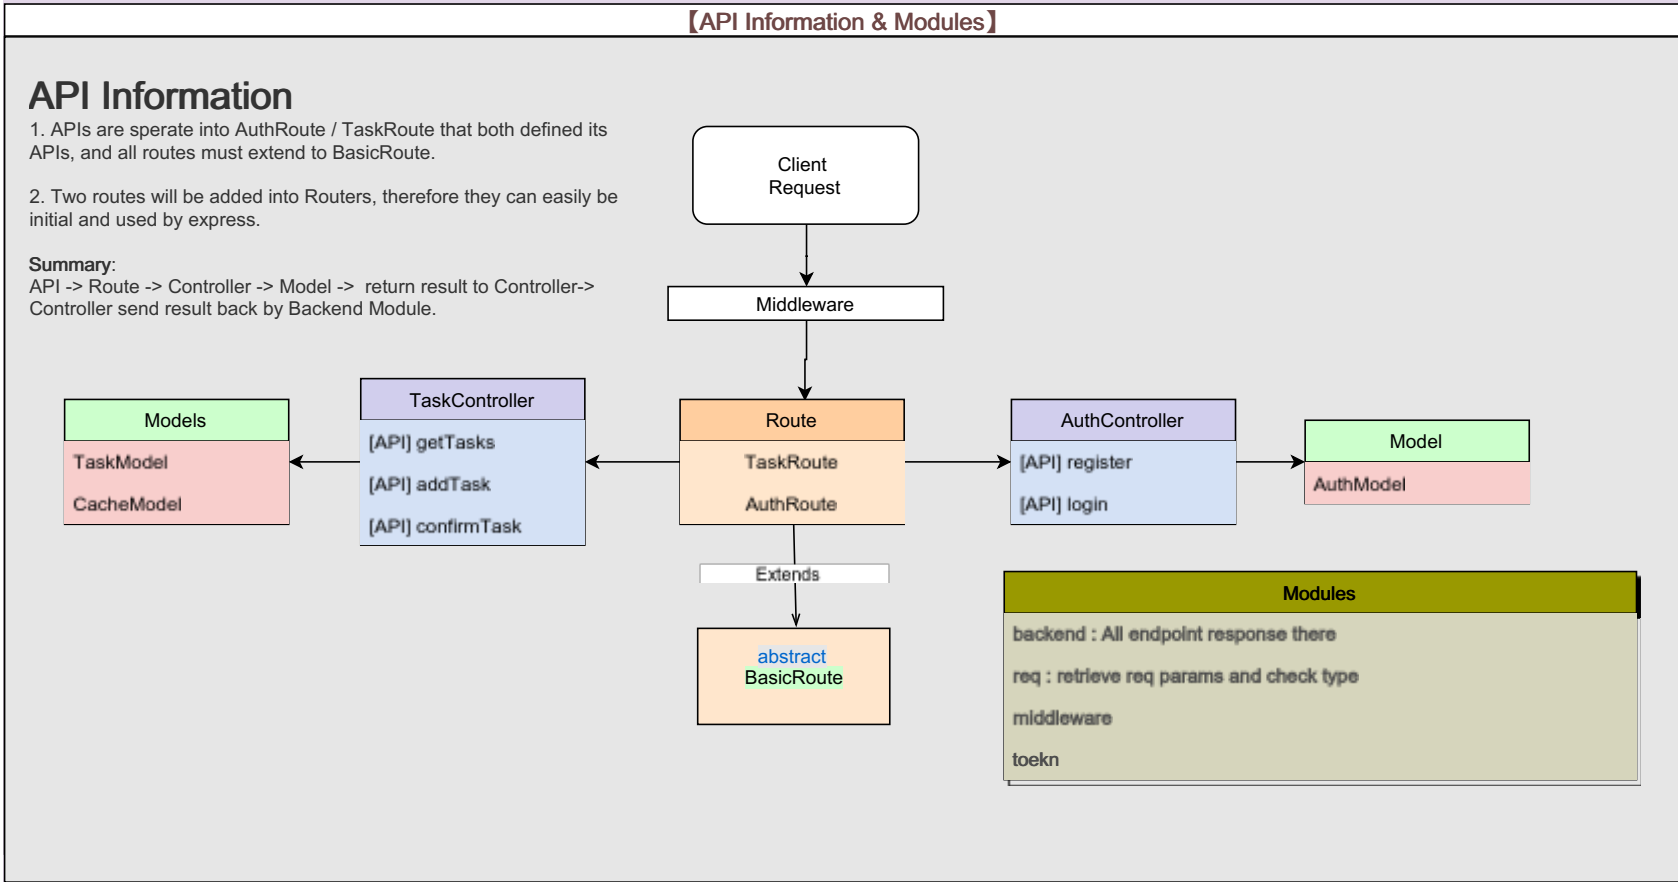 【API Information & Modules】
API Information
1. APIs are sperate into AuthRoute / TaskRoute that both defined its
APIs, and all routes must extend to BasicRoute.
2. Two routes will be added into Routers, therefore they can easily be
initial and used by express.
Summary:
API -> Route -> Controller -> Model -> return result to Controller->
Controller send result back by Backend Module.
Client
Request
Middleware
Models
TaskModel
CacheModel
TaskController
[API] getTasks
[API] addTask
[API] confirmTask
Route
TaskRoute
AuthRoute
AuthController
[API] register
[API] login
Model
AuthModel
Extends
abstract
BasicRoute
Modules
backend : All endpoint response there
req : retrieve req params and check type
middleware
toekn